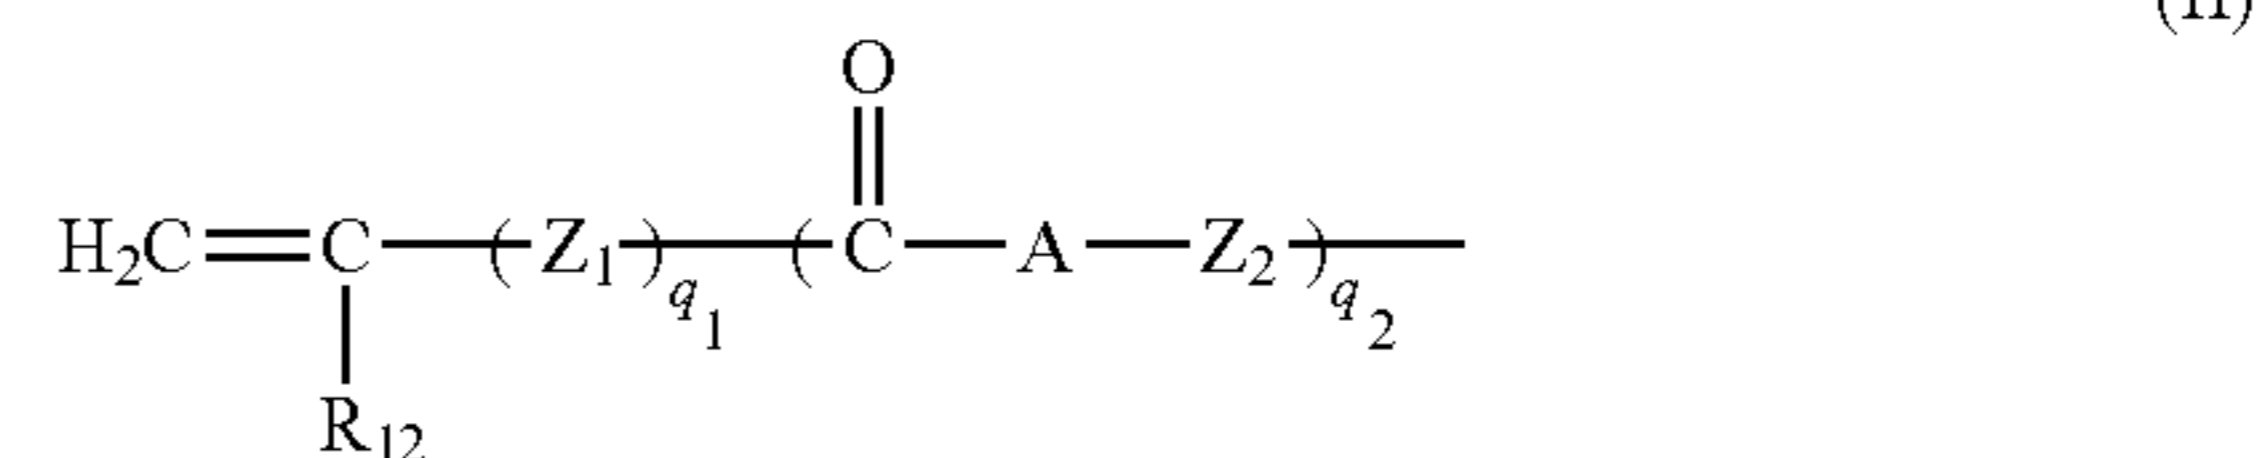 (II)
O
H₂C=C—(Z₁)q₁—(C—A—Z₂)q₂—
R₁₂